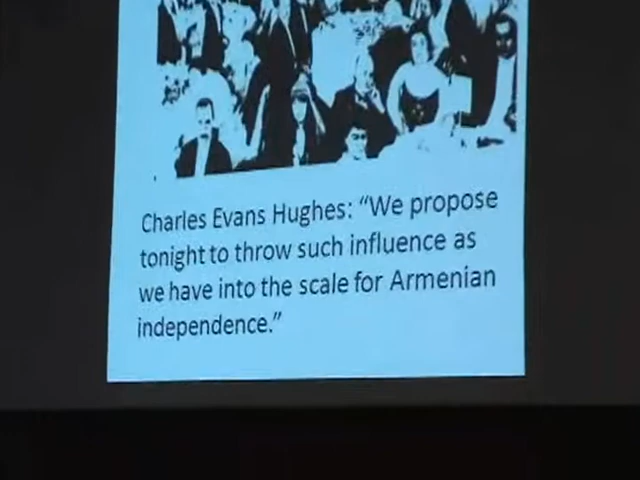 Charles Evans Hughes: “We propose
tonight to throw such influence as
we have into the scale for Armenian
independence.”